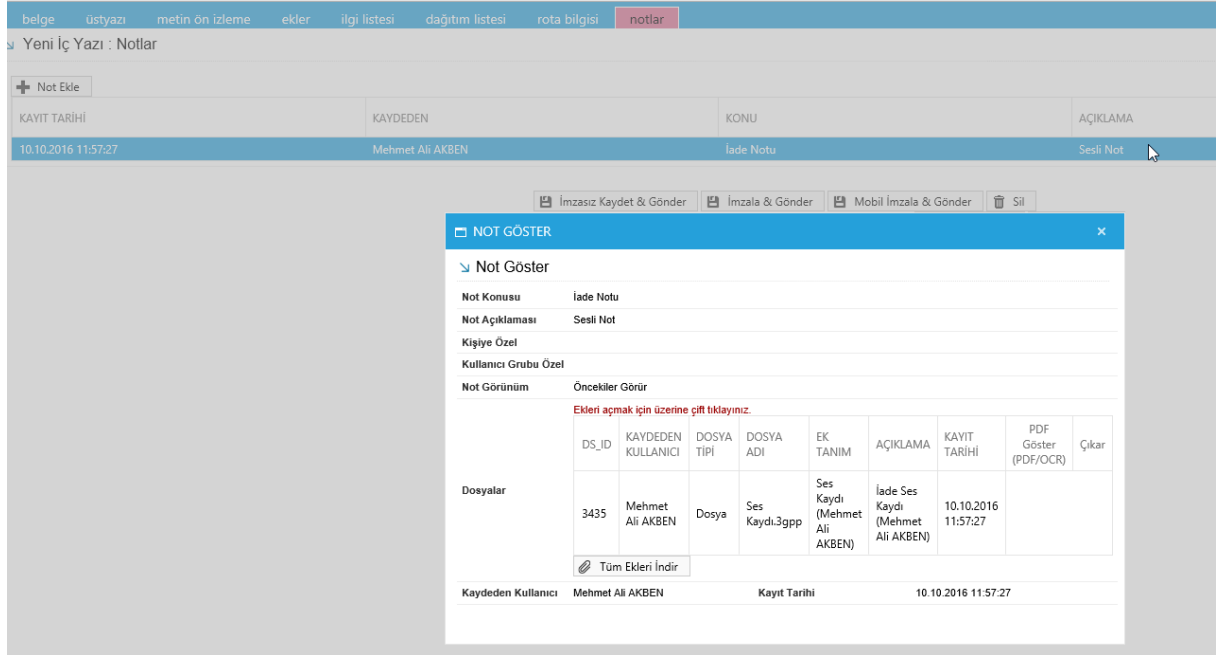 belge üstyazı metin ön izleme ekler ilgi listesi dağıtım listesi rota bilgisi notlar
Yeni İç Yazı : Notlar
Not Ekle
KAYIT TARİHİ KAYDEDEN KONU AÇIKLAMA
10.10.2016 11:57:27 Mehmet Ali AKBEN İade Notu Sesli Not
İmzasız Kaydet & Gönder İmzala & Gönder Mobil İmzala & Gönder Sil
NOT GÖSTER
Not Göster
Not Konusu İade Notu
Not Açıklaması Sesli Not
Kişiye Özel
Kullanıcı Grubu Özel
Not Görünüm Öncekiler Görür
Dosyalar
Ekleri açmak için üzerine çift tıklayınız.
DS_ID
KAYDEDEN
KULLANICI
DOSYA
TİPİ
DOSYA
ADI
EK
TANIM
AÇIKLAMA
KAYIT
TARİHİ
PDF
Göster
(PDF/OCR)
Çıkar
3435
Mehmet
Ali AKBEN
Dosya
Ses
Kaydı.3gpp
Ses
Kaydı
(Mehmet
Ali
AKBEN)
İade Ses
Kaydı
(Mehmet
Ali AKBEN)
10.10.2016
11:57:27
Tüm Ekleri İndir
Kaydeden Kullanıcı Mehmet Ali AKBEN Kayıt Tarihi 10.10.2016 11:57:27